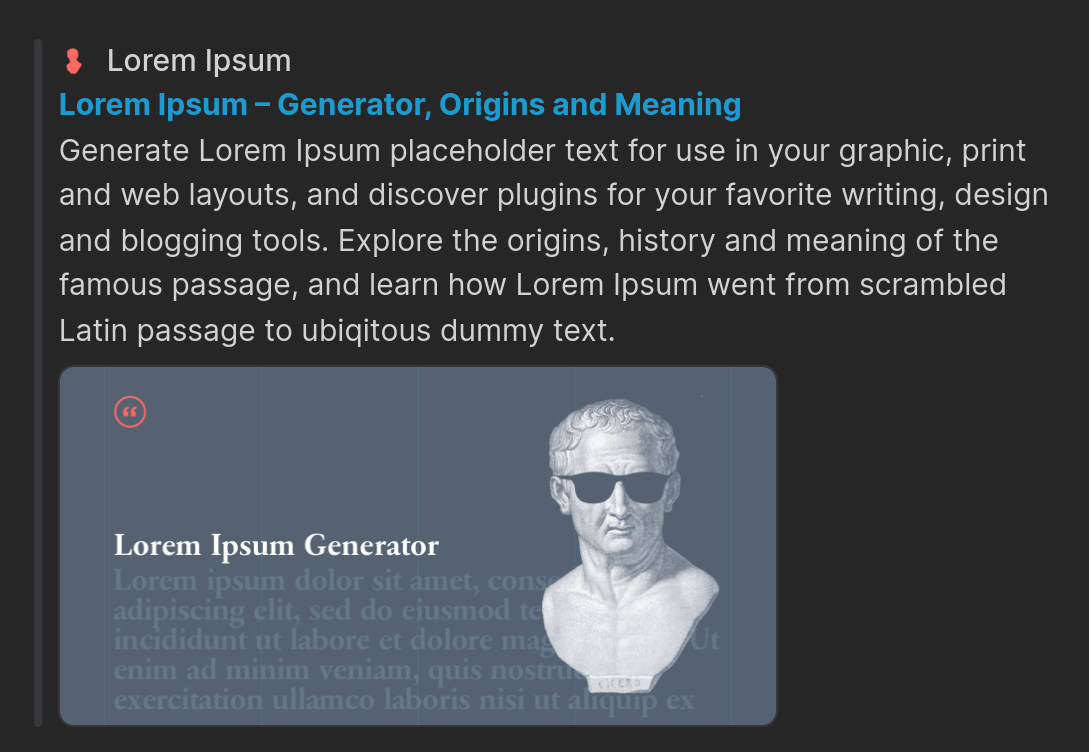 Lorem Ipsum
Lorem Ipsum – Generator, Origins and Meaning
Generate Lorem Ipsum placeholder text for use in your graphic, print
and web layouts, and discover plugins for your favorite writing, design
and blogging tools. Explore the origins, history and meaning of the
famous passage, and learn how Lorem Ipsum went from scrambled
Latin passage to ubiqitous dummy text.
“
Lorem Ipsum Generator
Lorem ipsum dolor sit amet, conse
adipiscing elit, sed do eiusmod te
incididunt ut labore et dolore mag Ut
enim ad minim veniam, quis nostru
exercitation ullamco laboris nisi ut aliquip ex
CICERO